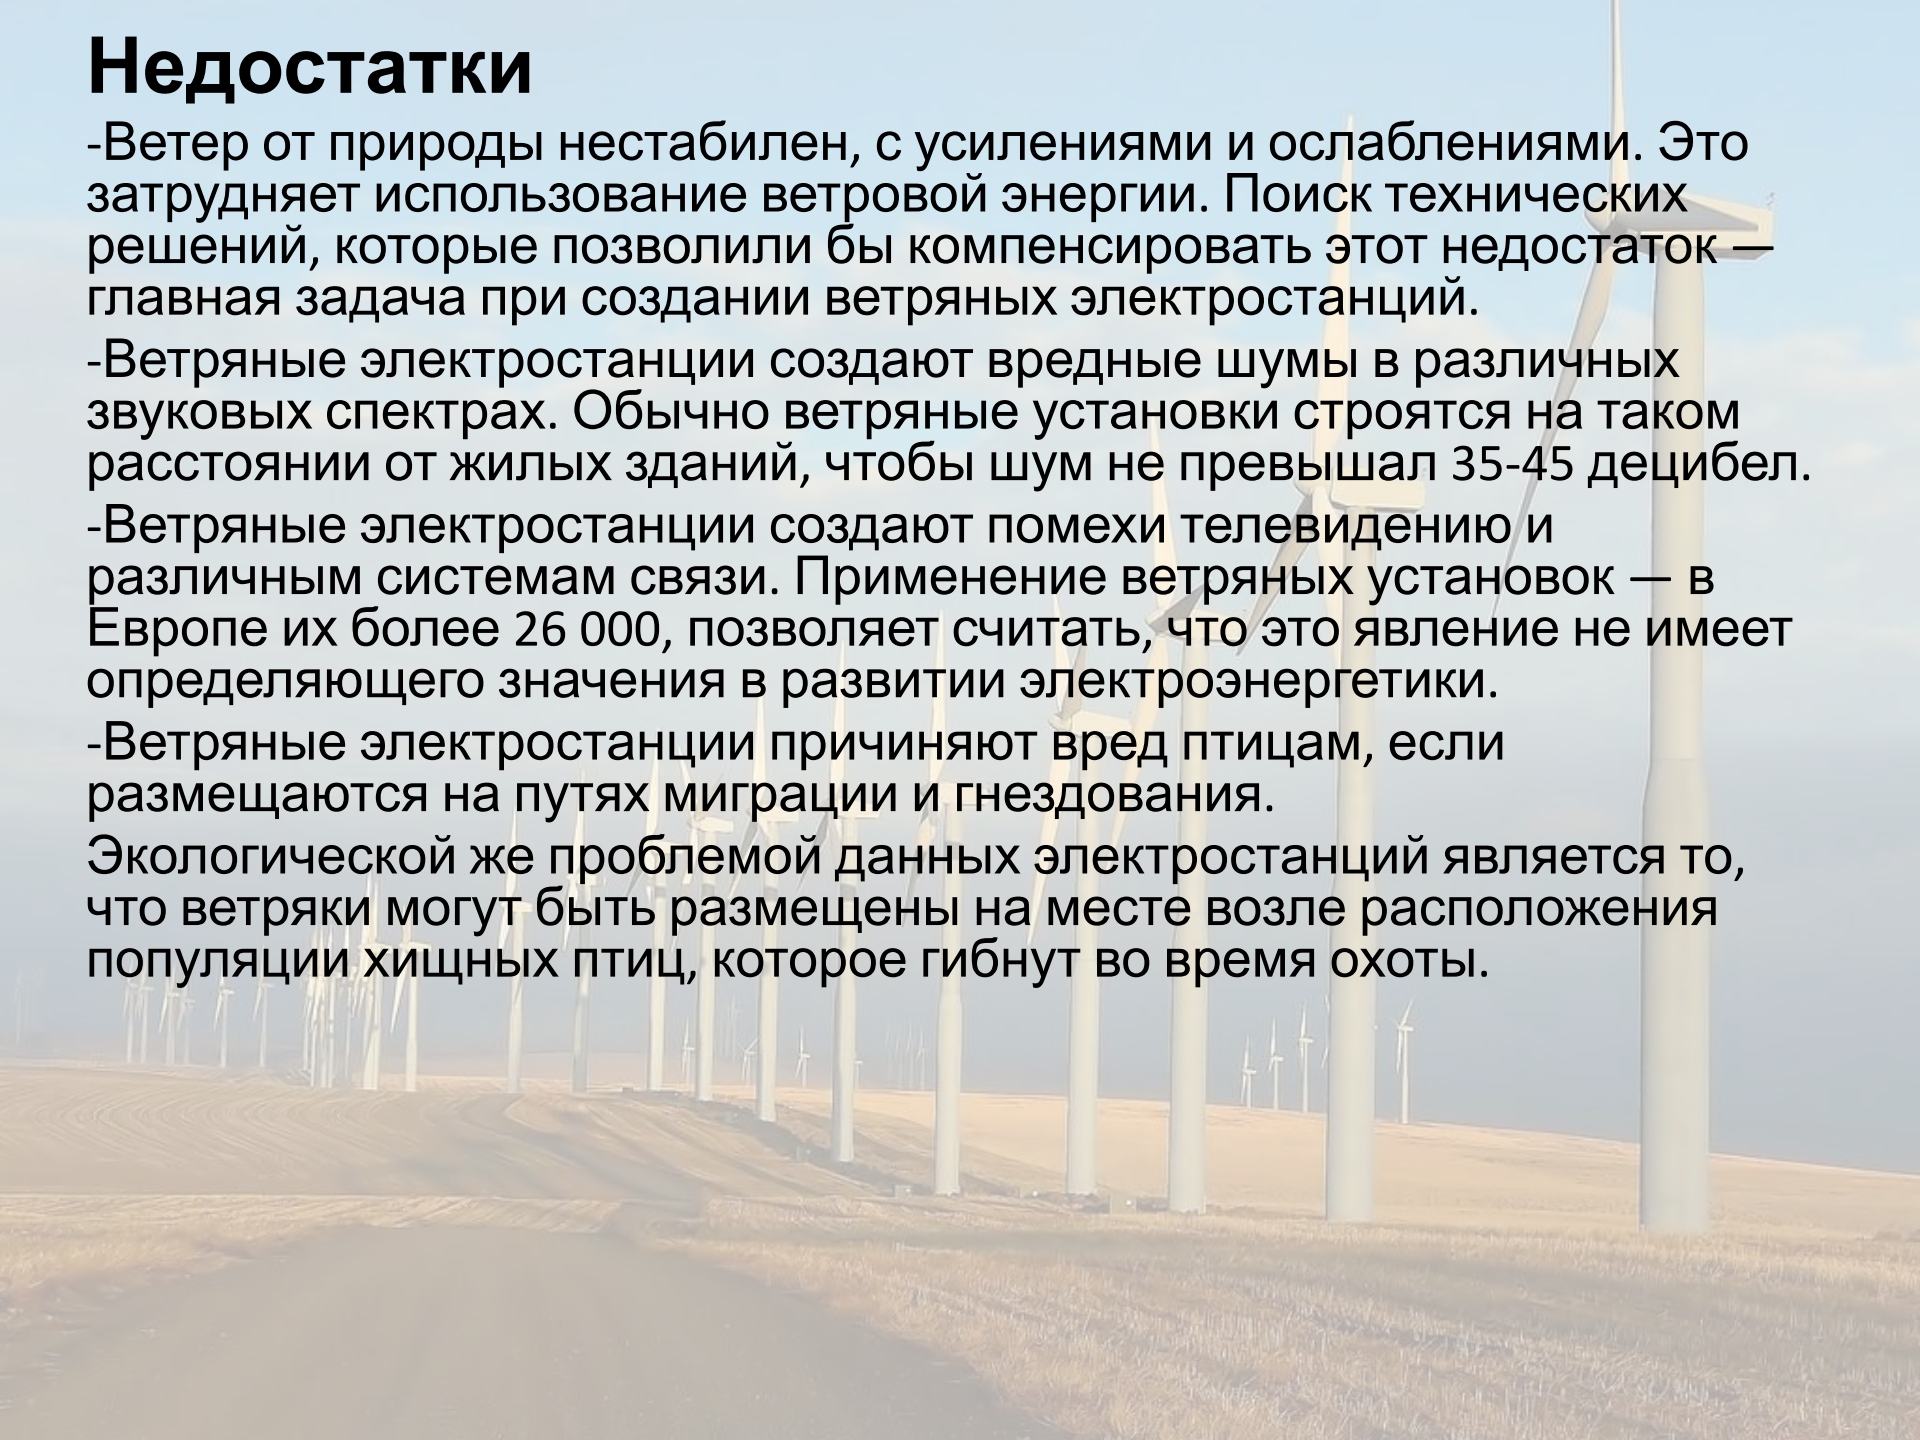 Недостатки
-Ветер от природы нестабилен, с усилениями и ослаблениями. Это
затрудняет использование ветровой энергии. Поиск технических
решений, которые позволили бы компенсировать этот недостаток —
главная задача при создании ветряных электростанций.
-Ветряные электростанции создают вредные шумы в различных
звуковых спектрах. Обычно ветряные установки строятся на таком
расстоянии от жилых зданий, чтобы шум не превышал 35-45 децибел.
-Ветряные электростанции создают помехи телевидению и
различным системам связи. Применение ветряных установок — в
Европе их более 26 000, позволяет считать, что это явление не имеет
определяющего значения в развитии электроэнергетики.
-Ветряные электростанции причиняют вред птицам, если
размещаются на путях миграции и гнездования.
Экологической же проблемой данных электростанций является то,
что ветряки могут быть размещены на месте возле расположения
популяции хищных птиц, которое гибнут во время охоты.